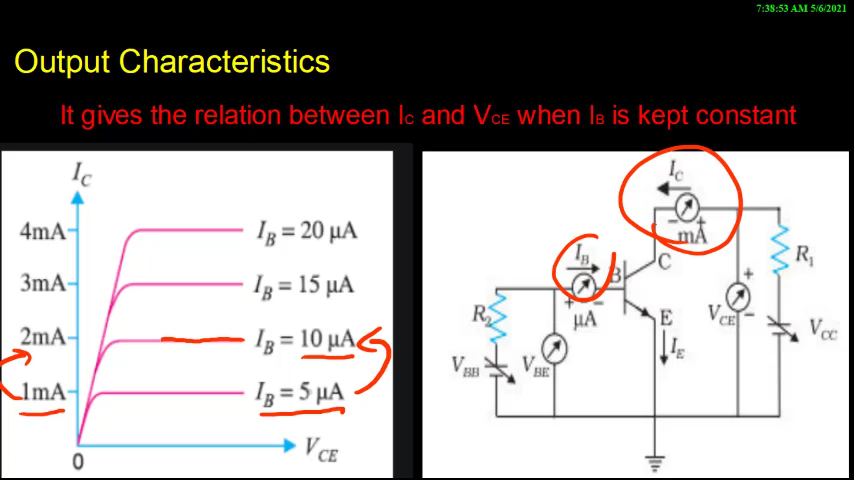 7:38:53 AM 5/6/2021
Output Characteristics
It gives the relation between IC and VCE when IB is kept constant
IC
4mA
IB = 20 μA
3mA
IB = 15 μA
2mA
IB = 10 μA
1mA
IB = 5 μA
0
VCE
IC
− +
mA
IB
B
C
+ −
μA
R1
R2
E
VCE
+
−
VCC
IE
VBB
VBE